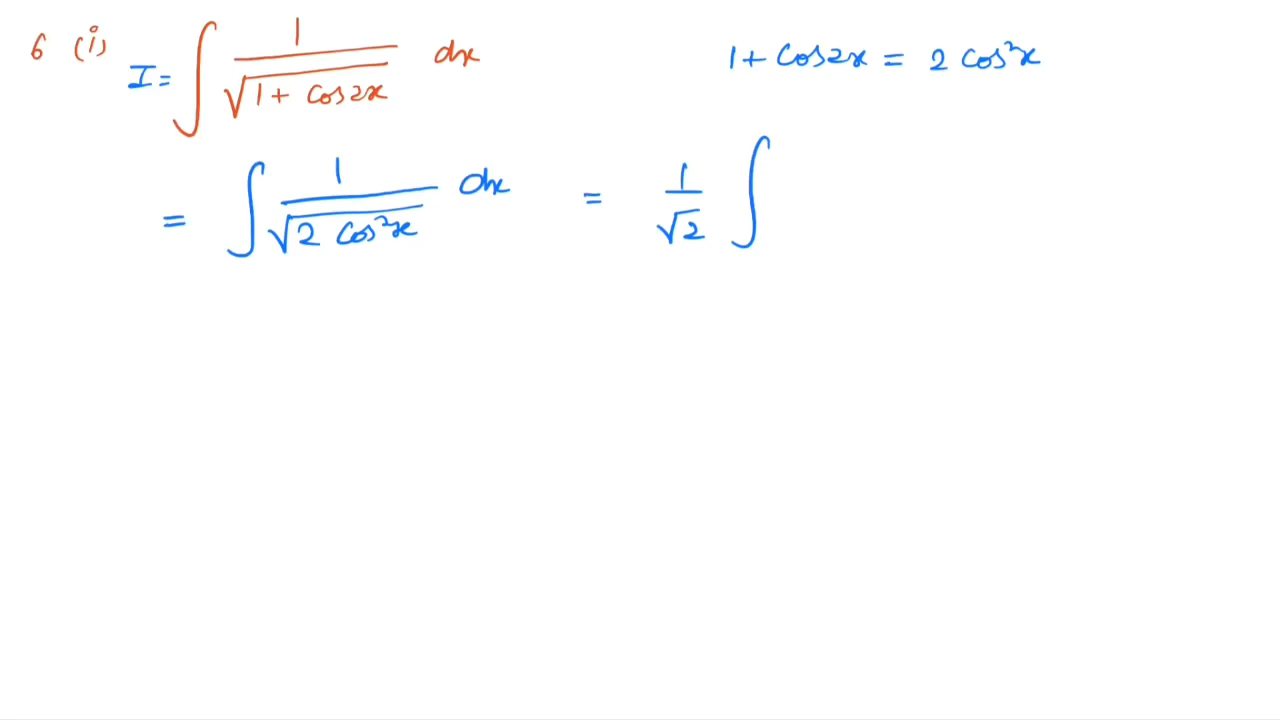 6 (i) I = ∫ 1/√(1 + cos2x) dx 1 + cos2x = 2 cos²x
= ∫ 1/√(2 cos²x) dx = 1/√2 ∫